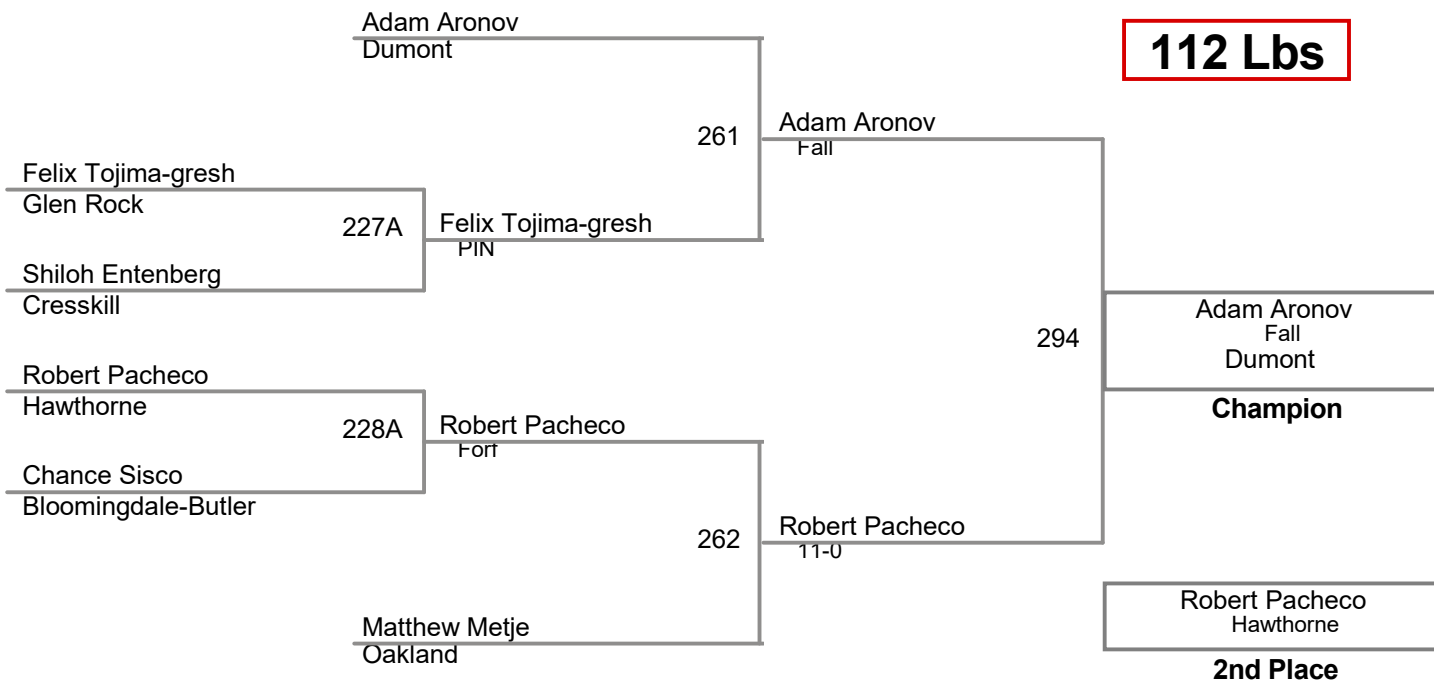 Adam Aronov
Dumont
112 Lbs
261
Adam Aronov
Fall
Felix Tojima-gresh
Glen Rock
227A
Felix Tojima-gresh
PIN
Shiloh Entenberg
Cresskill
294
Adam Aronov
Fall
Dumont
Champion
Robert Pacheco
Hawthorne
228A
Robert Pacheco
Forf
Chance Sisco
Bloomingdale-Butler
262
Robert Pacheco
11-0
Matthew Metje
Oakland
Robert Pacheco
Hawthorne
2nd Place